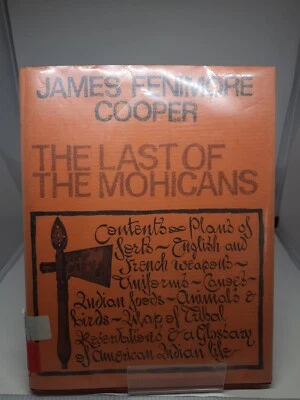 JAMES FENIMORE
COOPER
THE LAST OF
THE MOHICANS
Contents ~ Plans of
forts ~ English and
French weapons ~
Uniforms ~ Canoes ~
Indian foods ~ Animals &
birds ~ Map of Tribal
Reservations & a Glossary
of American Indian life ~